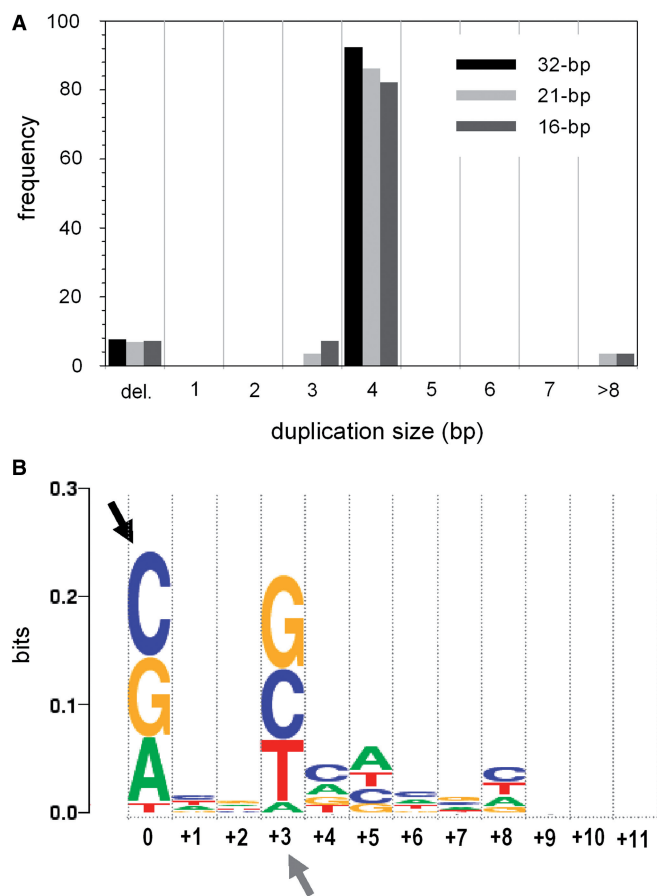 A
100
80
60
40
20
0
frequency
32-bp
21-bp
16-bp
del. 1 2 3 4 5 6 7 >8
duplication size (bp)
B
0.3
0.2
0.1
0.0
bits
C
G
A
T
G
C
T
A
C
A
G
T
A
T
C
G
C
T
A
G
0 +1 +2 +3 +4 +5 +6 +7 +8 +9 +10 +11